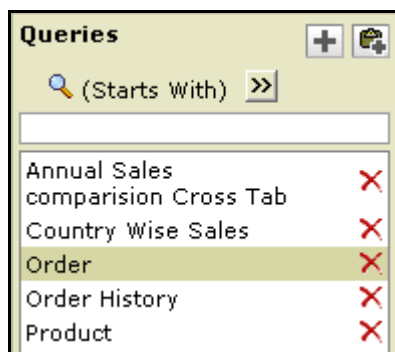 Queries
(Starts With) >>
Annual Sales
comparision Cross Tab
Country Wise Sales
Order
Order History
Product